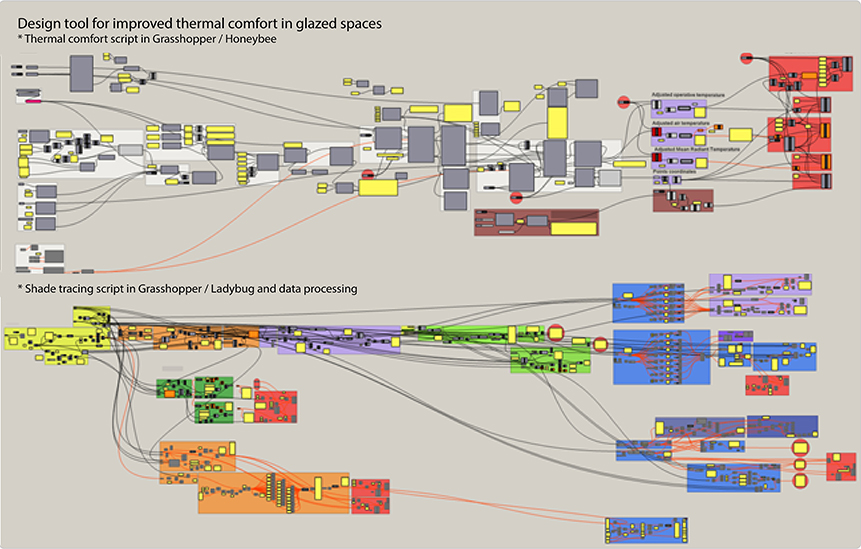 Design tool for improved thermal comfort in glazed spaces
* Thermal comfort script in Grasshopper / Honeybee
Adjusted operative temperature
Adjusted air temperature
Adjusted Mean Radiant Temperature
Points coordinates
* Shade tracing script in Grasshopper / Ladybug and data processing